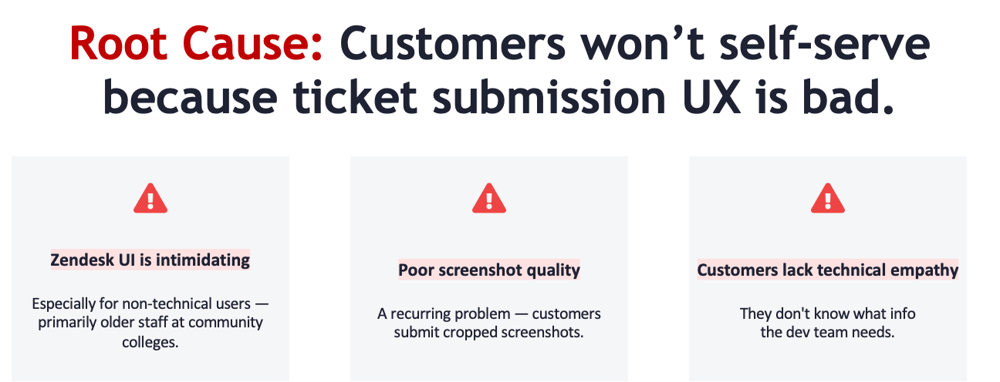 Root Cause: Customers won’t self-serve
because ticket submission UX is bad.
Zendesk UI is intimidating
Especially for non-technical users —
primarily older staff at community
colleges.
Poor screenshot quality
A recurring problem — customers
submit cropped screenshots.
Customers lack technical empathy
They don't know what info
the dev team needs.